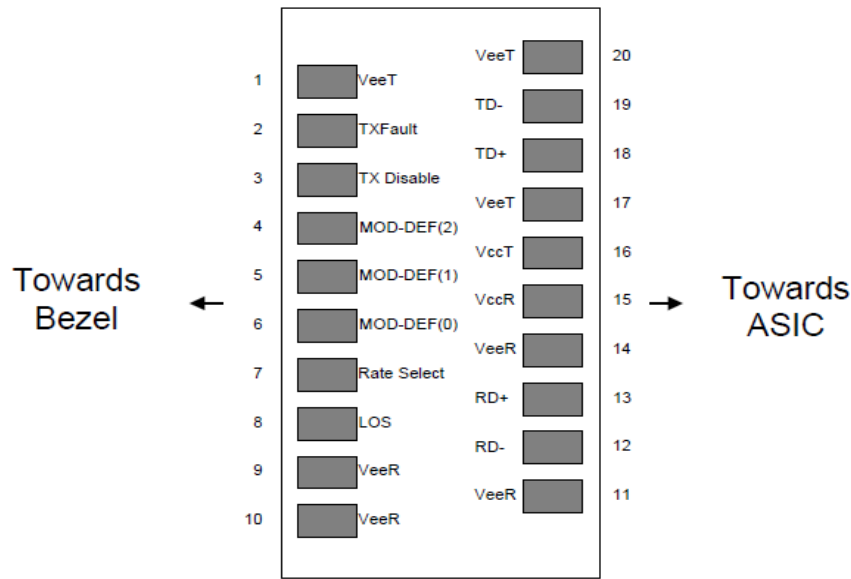 VeeT 20
1 VeeT
TD- 19
2 TXFault
TD+ 18
3 TX Disable
VeeT 17
4 MOD-DEF(2)
VccT 16
5 MOD-DEF(1)
Towards
Bezel
VccR 15
Towards
ASIC
6 MOD-DEF(0)
VeeR 14
7 Rate Select
RD+ 13
8 LOS
RD- 12
9 VeeR
VeeR 11
10 VeeR